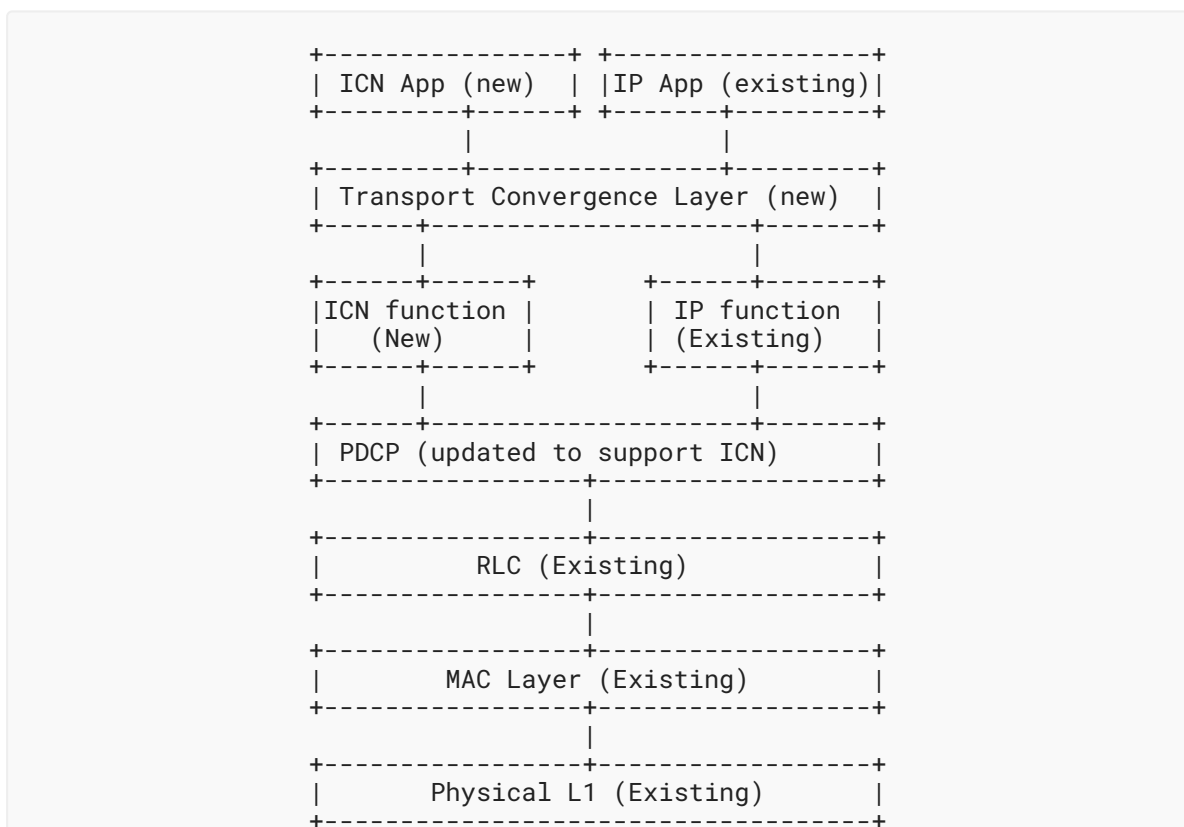 +----------------+ +-----------------+
| ICN App (new)  | |IP App (existing)|
+---------+------+ +-------+---------+
          |                |
+---------+----------------+---------+
| Transport Convergence Layer (new)  |
+------+---------------------+-------+
       |                     |
+------+------+       +------+-------+
|ICN function |       | IP function  |
|   (New)     |       | (Existing)   |
+------+------+       +------+-------+
       |                     |
+------+---------------------+-------+
| PDCP (updated to support ICN)      |
+-----------------+------------------+
                  |
+-----------------+------------------+
|          RLC (Existing)            |
+-----------------+------------------+
                  |
+-----------------+------------------+
|        MAC Layer (Existing)        |
+-----------------+------------------+
                  |
+-----------------+------------------+
|       Physical L1 (Existing)       |
+------------------------------------+